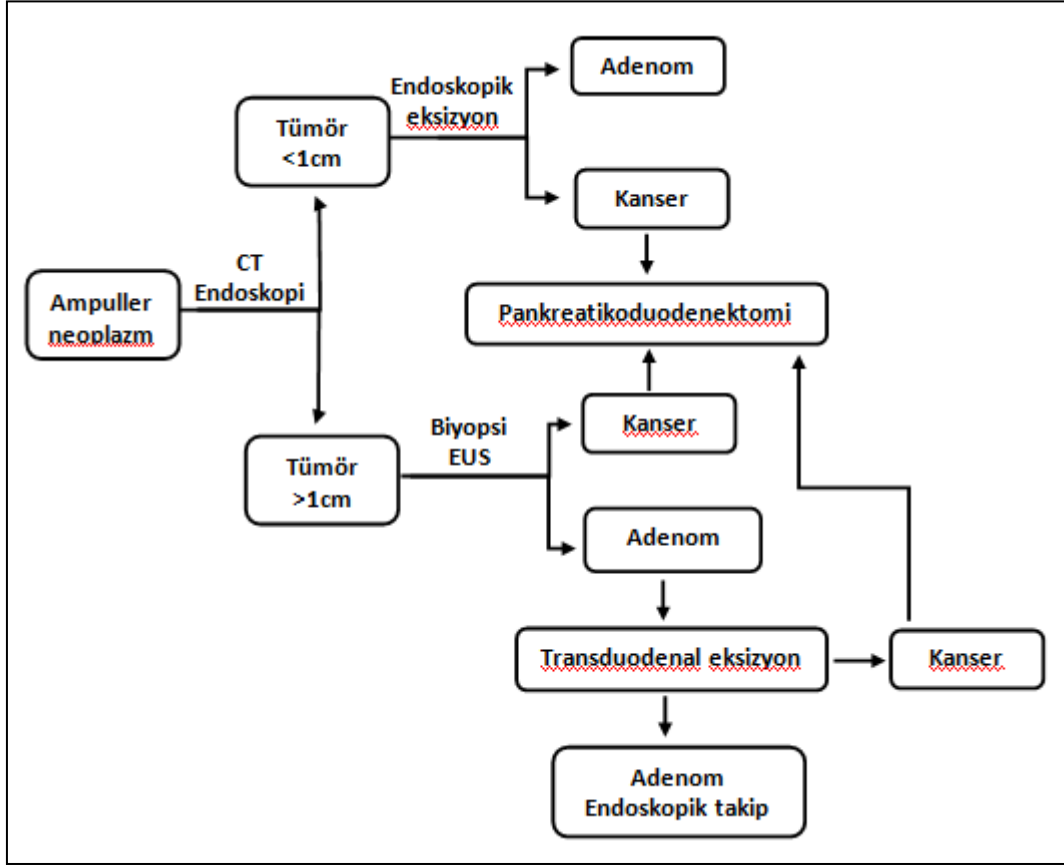 Adenom
Endoskopik
eksizyon
Tümör
<1cm
Kanser
CT
Endoskopi
Ampuller
neoplazm
Pankreatikoduodenektomi
Kanser
Biyopsi
EUS
Tümör
>1cm
Adenom
Transduodenal eksizyon
Kanser
Adenom
Endoskopik takip